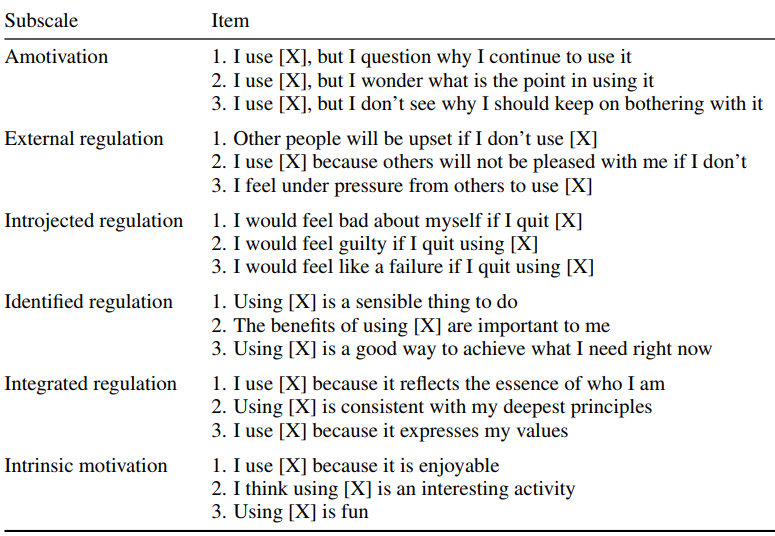 Subscale Item
Amotivation 1. I use [X], but I question why I continue to use it
2. I use [X], but I wonder what is the point in using it
3. I use [X], but I don't see why I should keep on bothering with it
External regulation 1. Other people will be upset if I don't use [X]
2. I use [X] because others will not be pleased with me if I don't
3. I feel under pressure from others to use [X]
Introjected regulation 1. I would feel bad about myself if I quit [X]
2. I would feel guilty if I quit using [X]
3. I would feel like a failure if I quit using [X]
Identified regulation 1. Using [X] is a sensible thing to do
2. The benefits of using [X] are important to me
3. Using [X] is a good way to achieve what I need right now
Integrated regulation 1. I use [X] because it reflects the essence of who I am
2. Using [X] is consistent with my deepest principles
3. I use [X] because it expresses my values
Intrinsic motivation 1. I use [X] because it is enjoyable
2. I think using [X] is an interesting activity
3. Using [X] is fun